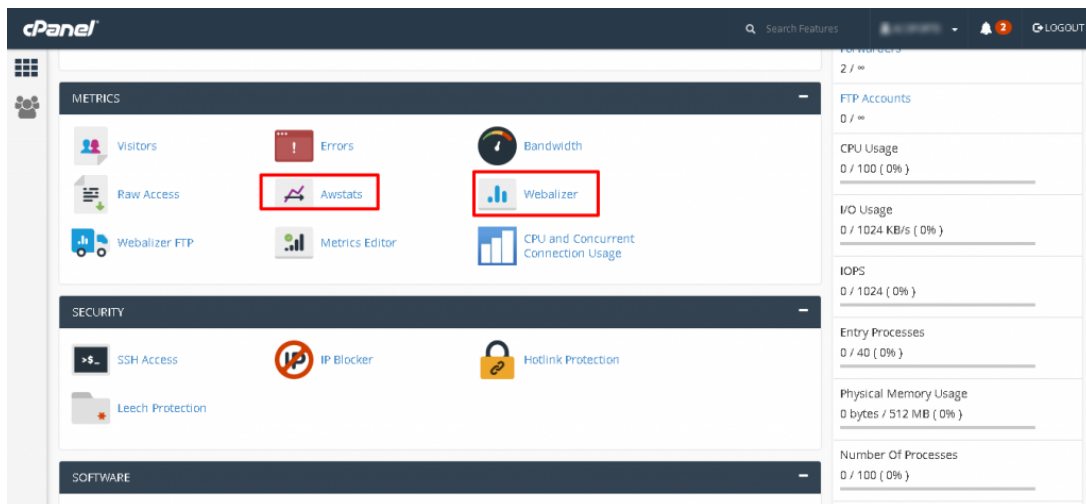 cPanel
Search Features
2
LOGOUT
METRICS
Visitors
Errors
Bandwidth
Raw Access
Awstats
Webalizer
Webalizer FTP
Metrics Editor
CPU and Concurrent
Connection Usage
SECURITY
>$_
SSH Access
IP
IP Blocker
Hotlink Protection
Leech Protection
SOFTWARE
Forwarders
2 / ∞
FTP Accounts
0 / ∞
CPU Usage
0 / 100 ( 0% )
I/O Usage
0 / 1024 KB/s ( 0% )
IOPS
0 / 1024 ( 0% )
Entry Processes
0 / 40 ( 0% )
Physical Memory Usage
0 bytes / 512 MB ( 0% )
Number Of Processes
0 / 100 ( 0% )